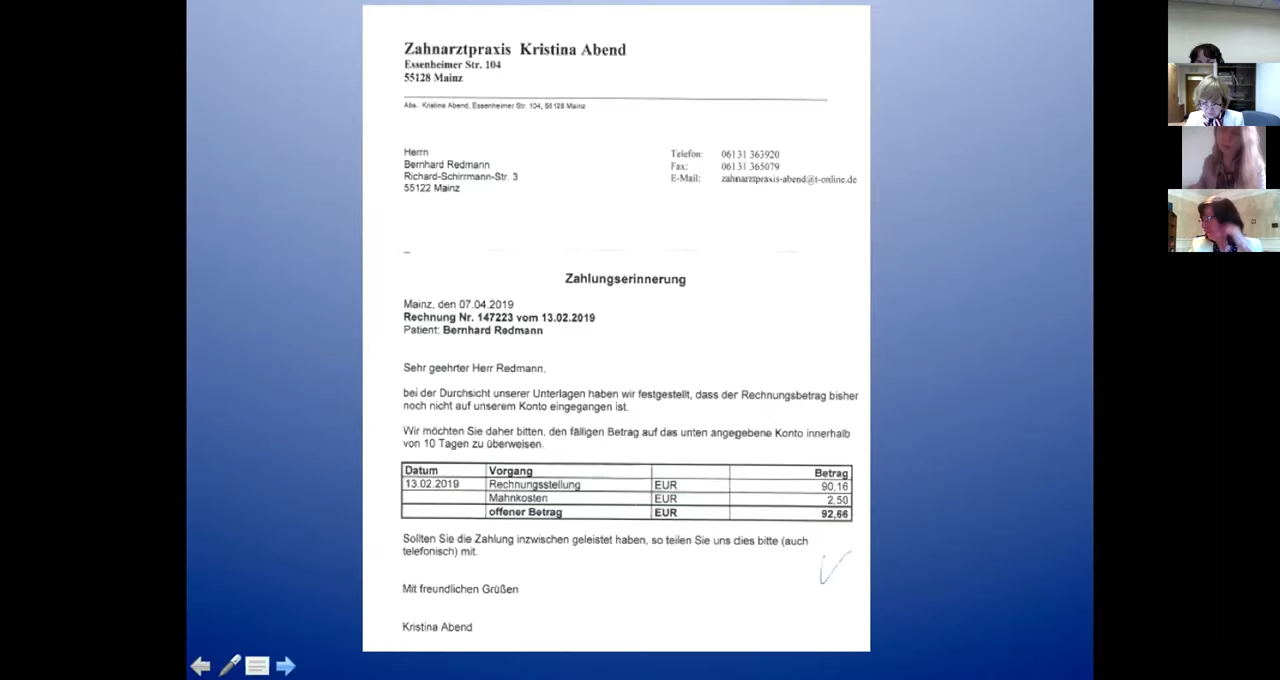 Zahnarztpraxis Kristina Abend
Essenheimer Str. 104
55128 Mainz
Abs.: Kristina Abend, Essenheimer Str. 104, 55128 Mainz
Herrn
Bernhard Redmann
Richard-Schirrmann-Str. 3
55122 Mainz
Telefon: 06131 363920
Fax: 06131 365079
E-Mail: zahnarztpraxis-abend@t-online.de
Zahlungserinnerung
Mainz, den 07.04.2019
Rechnung Nr. 147223 vom 13.02.2019
Patient: Bernhard Redmann
Sehr geehrter Herr Redmann,
bei der Durchsicht unserer Unterlagen haben wir festgestellt, dass der Rechnungsbetrag bisher
noch nicht auf unserem Konto eingegangen ist.
Wir möchten Sie daher bitten, den fälligen Betrag auf das unten angegebene Konto innerhalb
von 10 Tagen zu überweisen.
Datum Vorgang Betrag
13.02.2019 Rechnungsstellung EUR 90,16
Mahnkosten EUR 2,50
offener Betrag EUR 92,66
Sollten Sie die Zahlung inzwischen geleistet haben, so teilen Sie uns dies bitte (auch
telefonisch) mit.
Mit freundlichen Grüßen
Kristina Abend